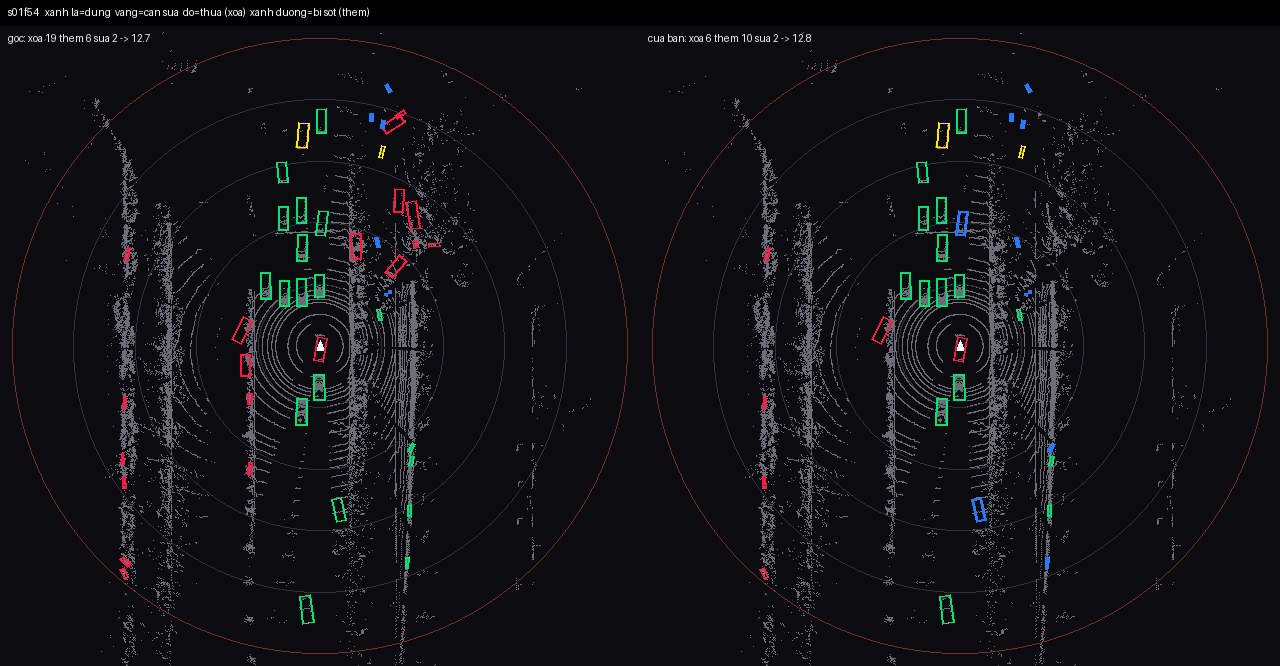 s01f54 xanh la=dung vang=can sua do=thua (xoa) xanh duong=bi sot (them)
goc: xoa 19 them 6 sua 2 -> 12.7
cua ban: xoa 6 them 10 sua 2 -> 12.8